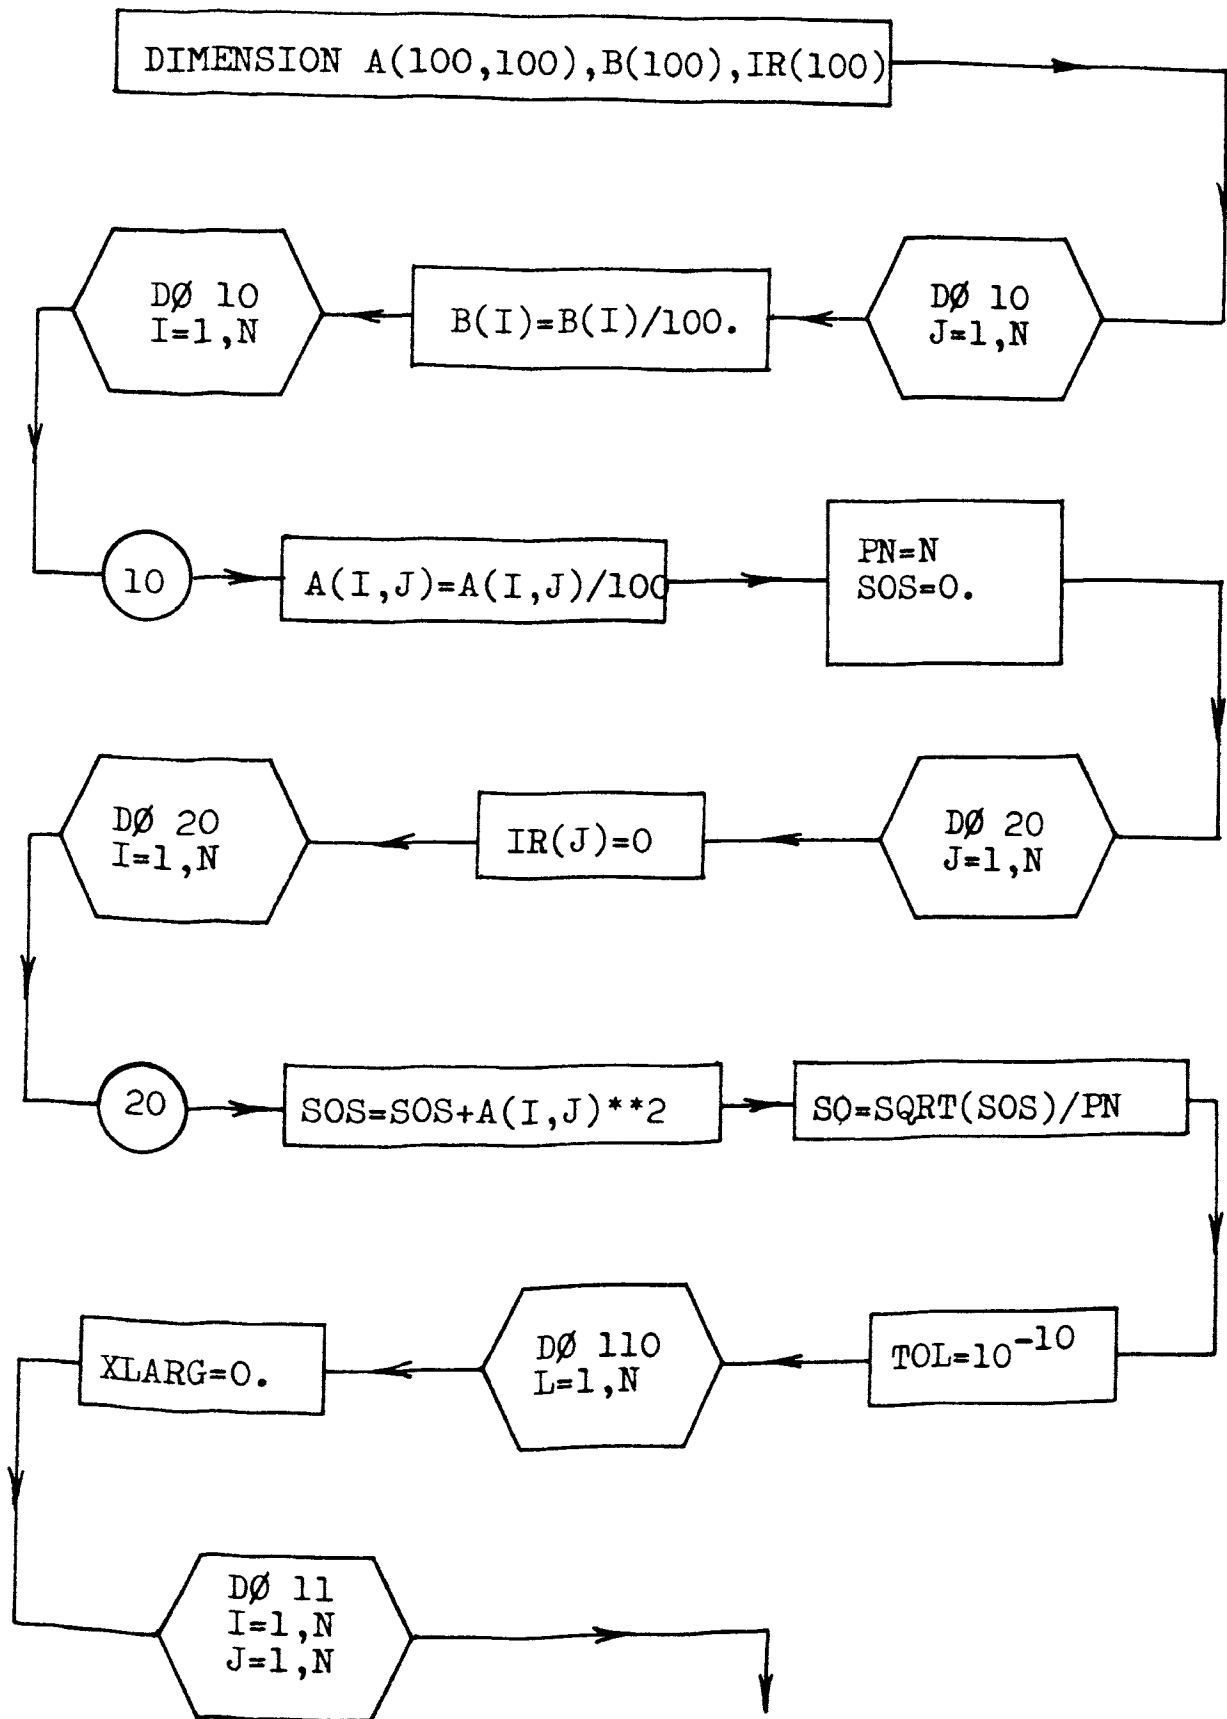 DIMENSION A(100,100),B(100),IR(100)
DØ 10
J=1,N
B(I)=B(I)/100.
DØ 10
I=1,N
10
A(I,J)=A(I,J)/100
PN=N
SOS=0.
DØ 20
J=1,N
IR(J)=0
DØ 20
I=1,N
20
SOS=SOS+A(I,J)**2
SO=SQRT(SOS)/PN
TOL=10⁻¹⁰
DØ 110
L=1,N
XLARG=0.
DØ 11
I=1,N
J=1,N